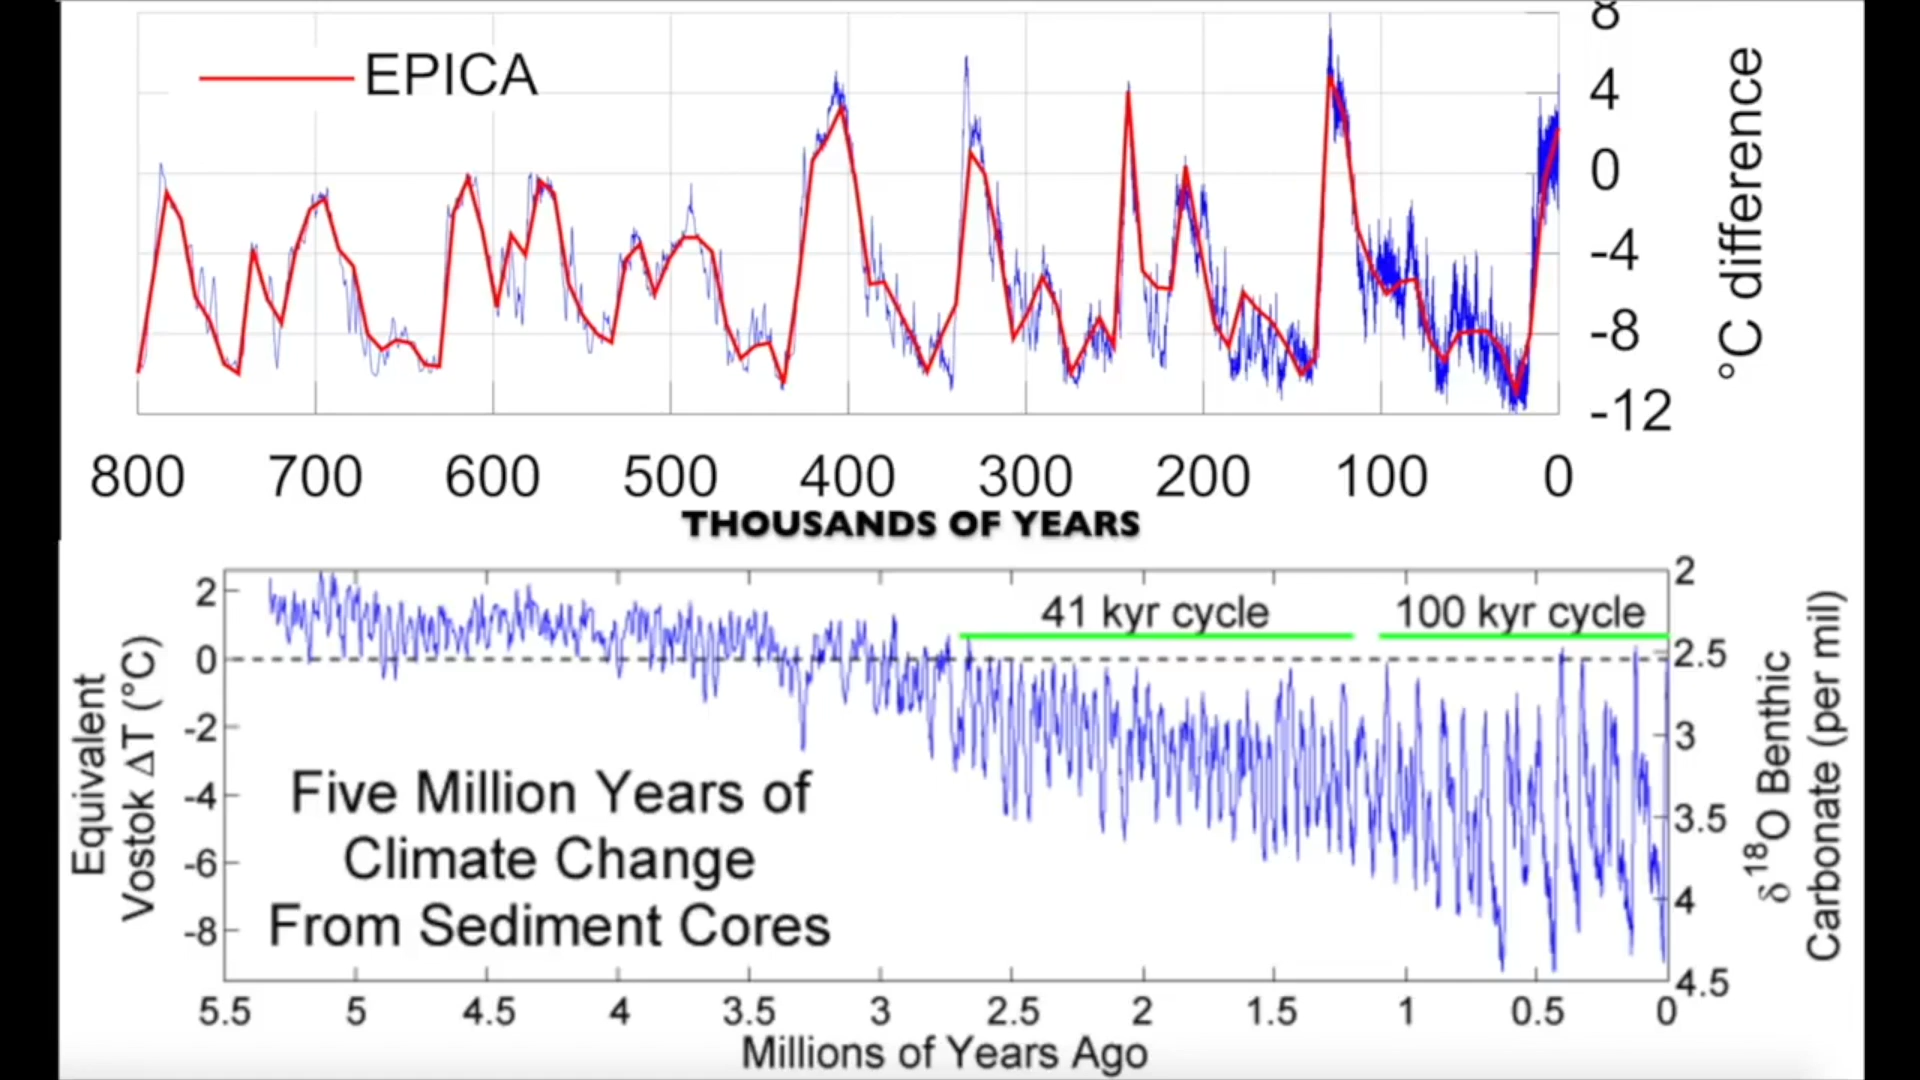 EPICA
8
4
0
-4
-8
-12
°C difference
800 700 600 500 400 300 200 100 0
THOUSANDS OF YEARS
41 kyr cycle 100 kyr cycle
2
0
-2
-4
-6
-8
Equivalent
Vostok ΔT (°C)
2
2.5
3
3.5
4
4.5
δ18O Benthic
Carbonate (per mil)
Five Million Years of
Climate Change
From Sediment Cores
5.5 5 4.5 4 3.5 3 2.5 2 1.5 1 0.5 0
Millions of Years Ago